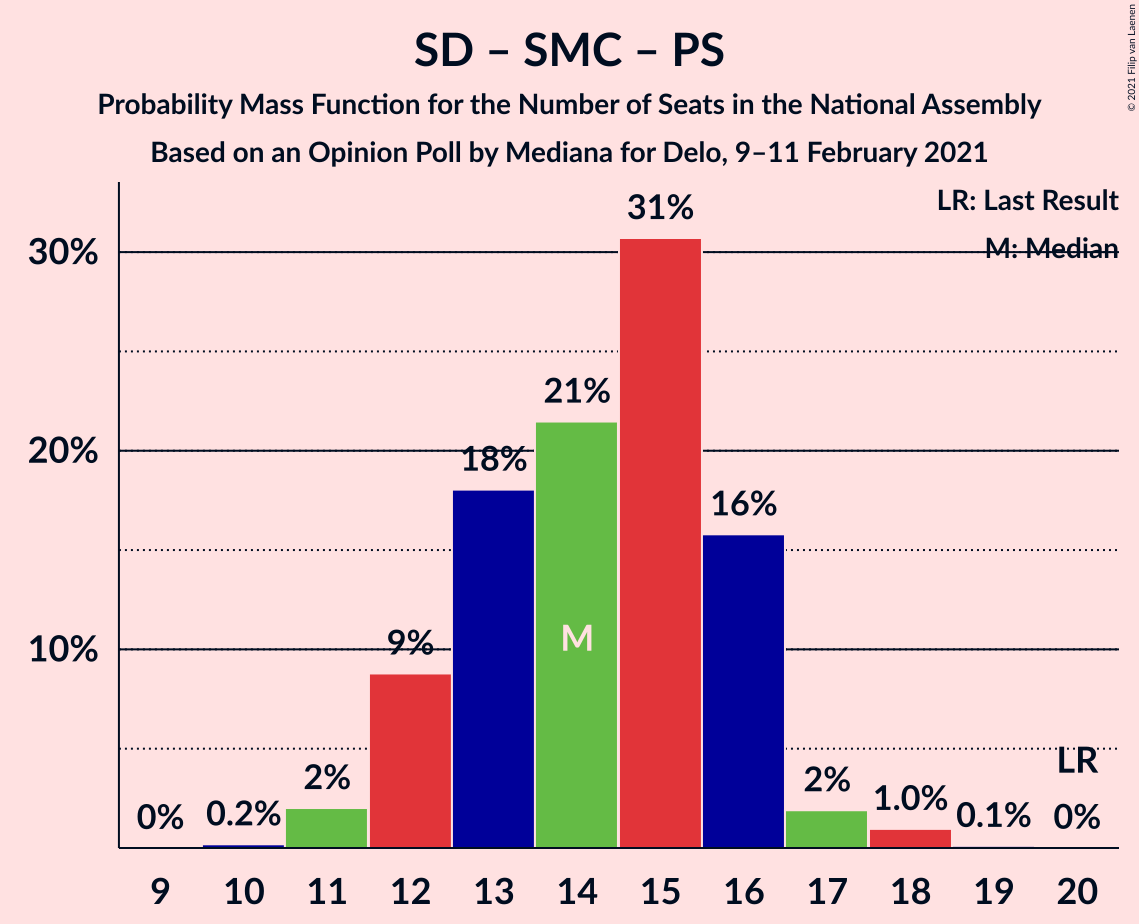 SD – SMC – PS
Probability Mass Function for the Number of Seats in the National Assembly
Based on an Opinion Poll by Mediana for Delo, 9–11 February 2021
© 2021 Filip van Laenen
LR: Last Result
M: Median
30%
20%
10%
0%
0.2%
2%
9%
18%
21%
31%
16%
2%
1.0%
0.1%
0%
LR
M
9 10 11 12 13 14 15 16 17 18 19 20